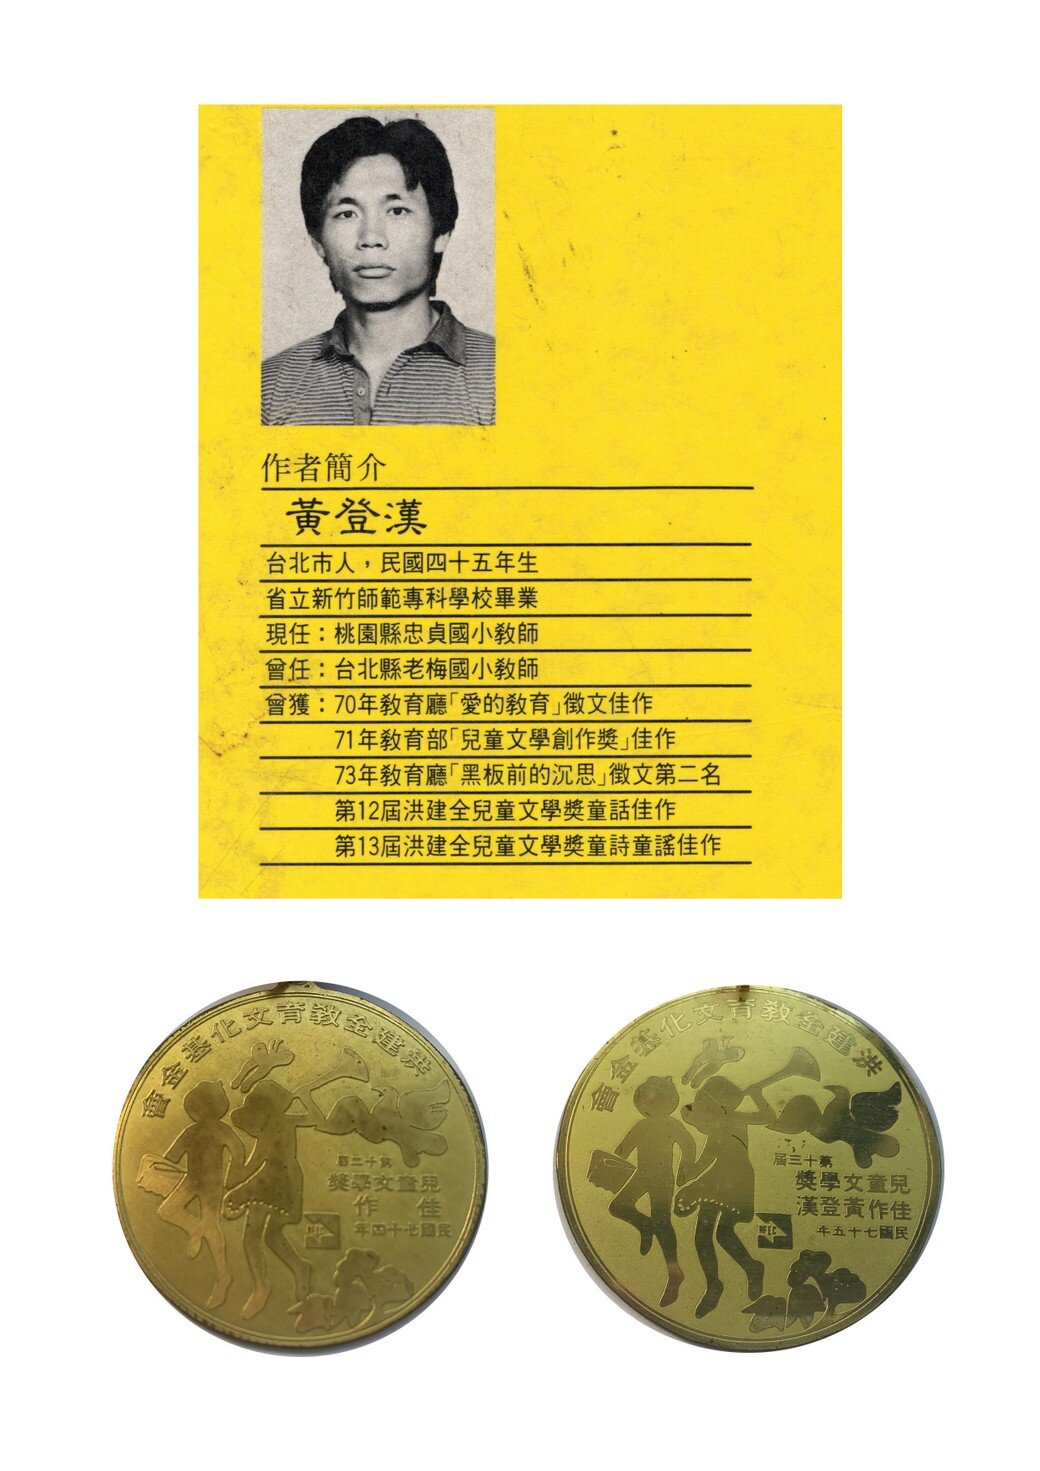 作者簡介
黃登漢
台北市人，民國四十五年生
省立新竹師範專科學校畢業
現任：桃園縣忠貞國小教師
曾任：台北縣老梅國小教師
曾獲：70年教育廳「愛的教育」徵文佳作
71年教育部「兒童文學創作獎」佳作
73年教育廳「黑板前的沉思」徵文第二名
第12屆洪建全兒童文學獎童話佳作
第13屆洪建全兒童文學獎童詩童謠佳作
洪建全教育文化基金會
第十二屆
兒童文學獎
佳作
民國七十四年
洪建全教育文化基金會
第十三屆
兒童文學獎
佳作黃登漢
民國七十五年